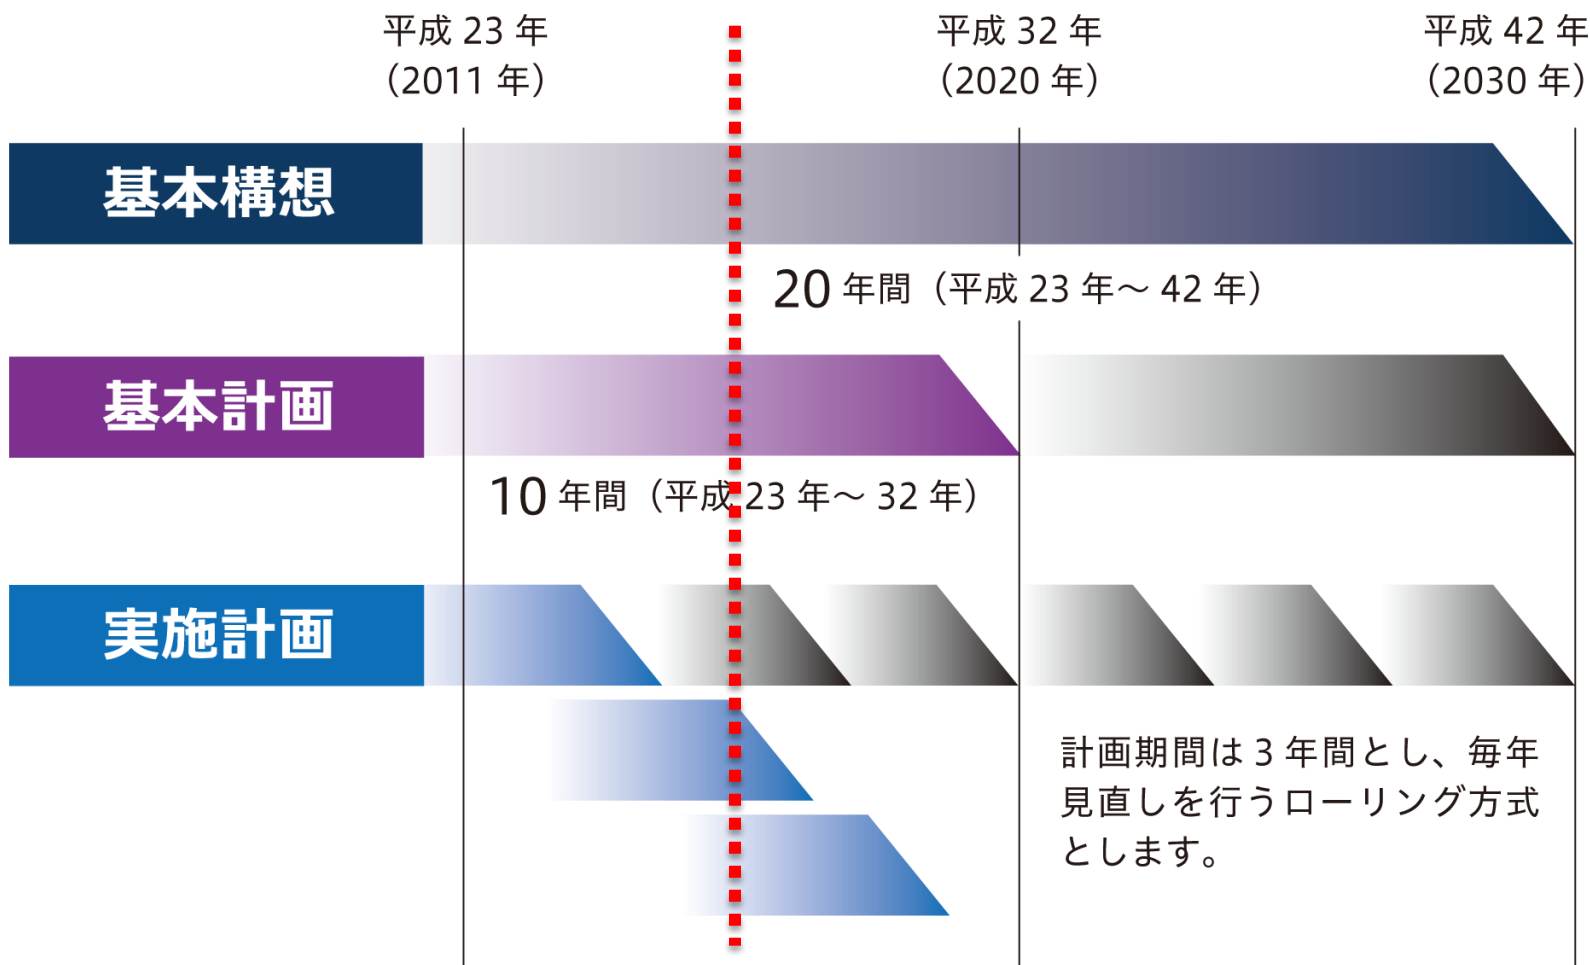 平成 23 年
（2011 年）
平成 32 年
（2020 年）
平成 42 年
（2030 年）
基本構想
20 年間（平成 23 年～ 42 年）
基本計画
10 年間（平成 23 年～ 32 年）
実施計画
計画期間は 3 年間とし、毎年
見直しを行うローリング方式
とします。